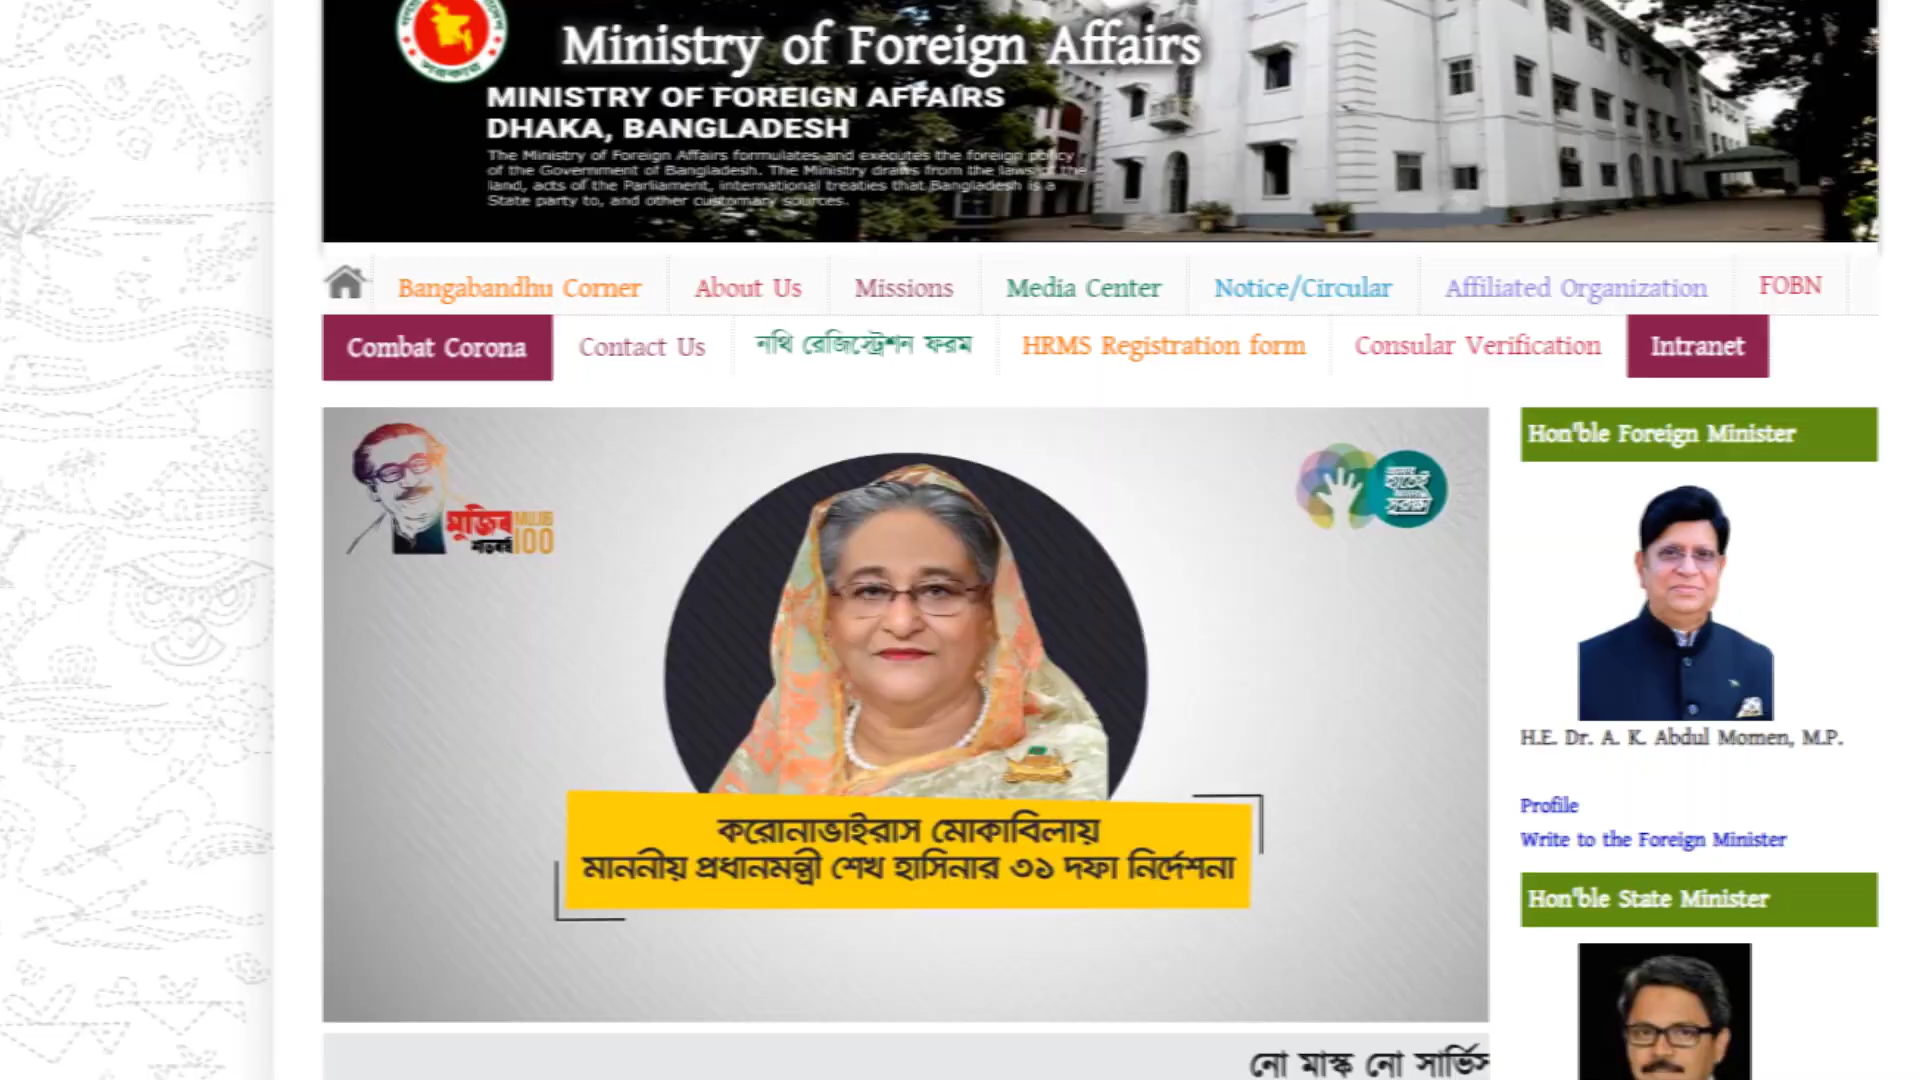 Ministry of Foreign Affairs
MINISTRY OF FOREIGN AFFAIRS
DHAKA, BANGLADESH
The Ministry of Foreign Affairs formulates and executes the foreign policy
of the Government of Bangladesh. The Ministry draws from the laws of the
land, acts of the Parliament, international treaties that Bangladesh is a
State party to, and other customary sources.
Bangabandhu Corner About Us Missions Media Center Notice/Circular Affiliated Organization FOBN
Combat Corona Contact Us নথি রেজিস্ট্রেশন ফরম HRMS Registration form Consular Verification Intranet
মুজিব MUJIB
শতবর্ষ 100
করোনাভাইরাস মোকাবিলায়
মাননীয় প্রধানমন্ত্রী শেখ হাসিনার ৩১ দফা নির্দেশনা
নো মাস্ক নো সার্ভিস
Hon'ble Foreign Minister
H.E. Dr. A. K. Abdul Momen, M.P.
Profile
Write to the Foreign Minister
Hon'ble State Minister